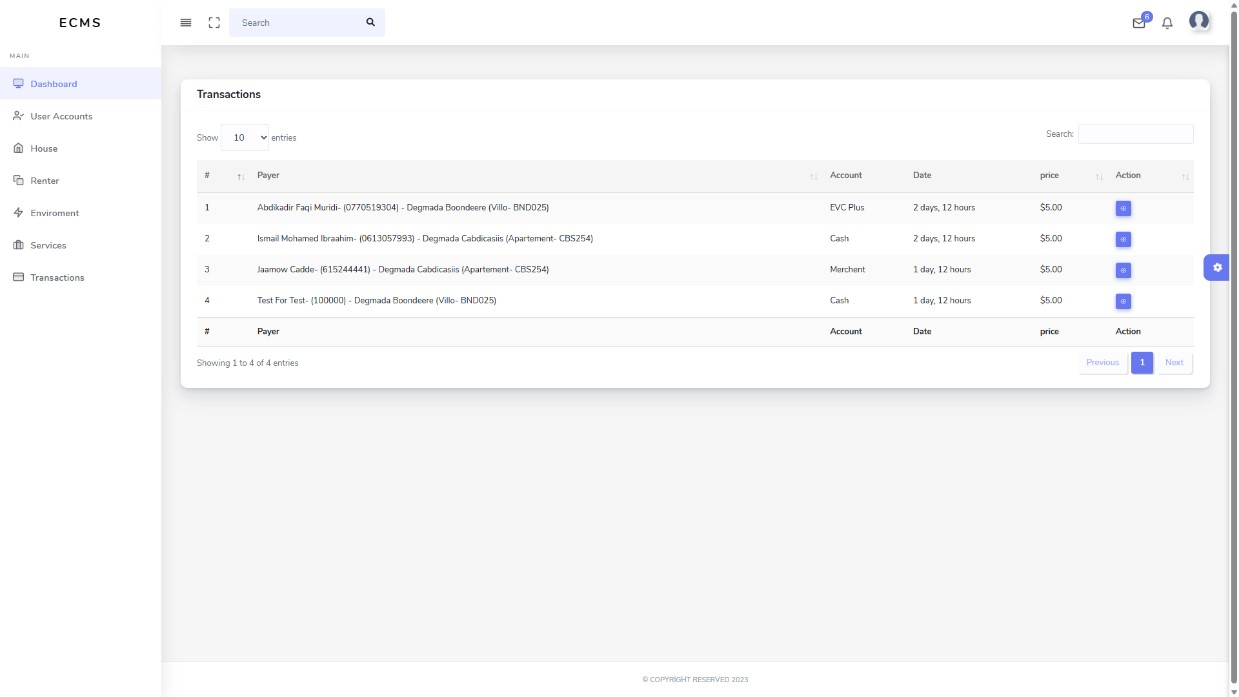 ECMS
Search
6
MAIN
Dashboard
User Accounts
House
Renter
Enviroment
Services
Transactions
Transactions
Show 10 entries
Search:
# Payer Account Date price Action
1 Abdikadir Faqi Muridi- (0770519304) - Degmada Boondeere (Villo- BND025) EVC Plus 2 days, 12 hours $5.00
2 Ismail Mohamed Ibraahim- (0613057993) - Degmada Cabdicasiis (Apartement- CBS254) Cash 2 days, 12 hours $5.00
3 Jaamow Cadde- (615244441) - Degmada Cabdicasiis (Apartement- CBS254) Merchent 1 day, 12 hours $5.00
4 Test For Test- (100000) - Degmada Boondeere (Villo- BND025) Cash 1 day, 12 hours $5.00
# Payer Account Date price Action
Showing 1 to 4 of 4 entries
Previous 1 Next
© COPYRIGHT RESERVED 2023